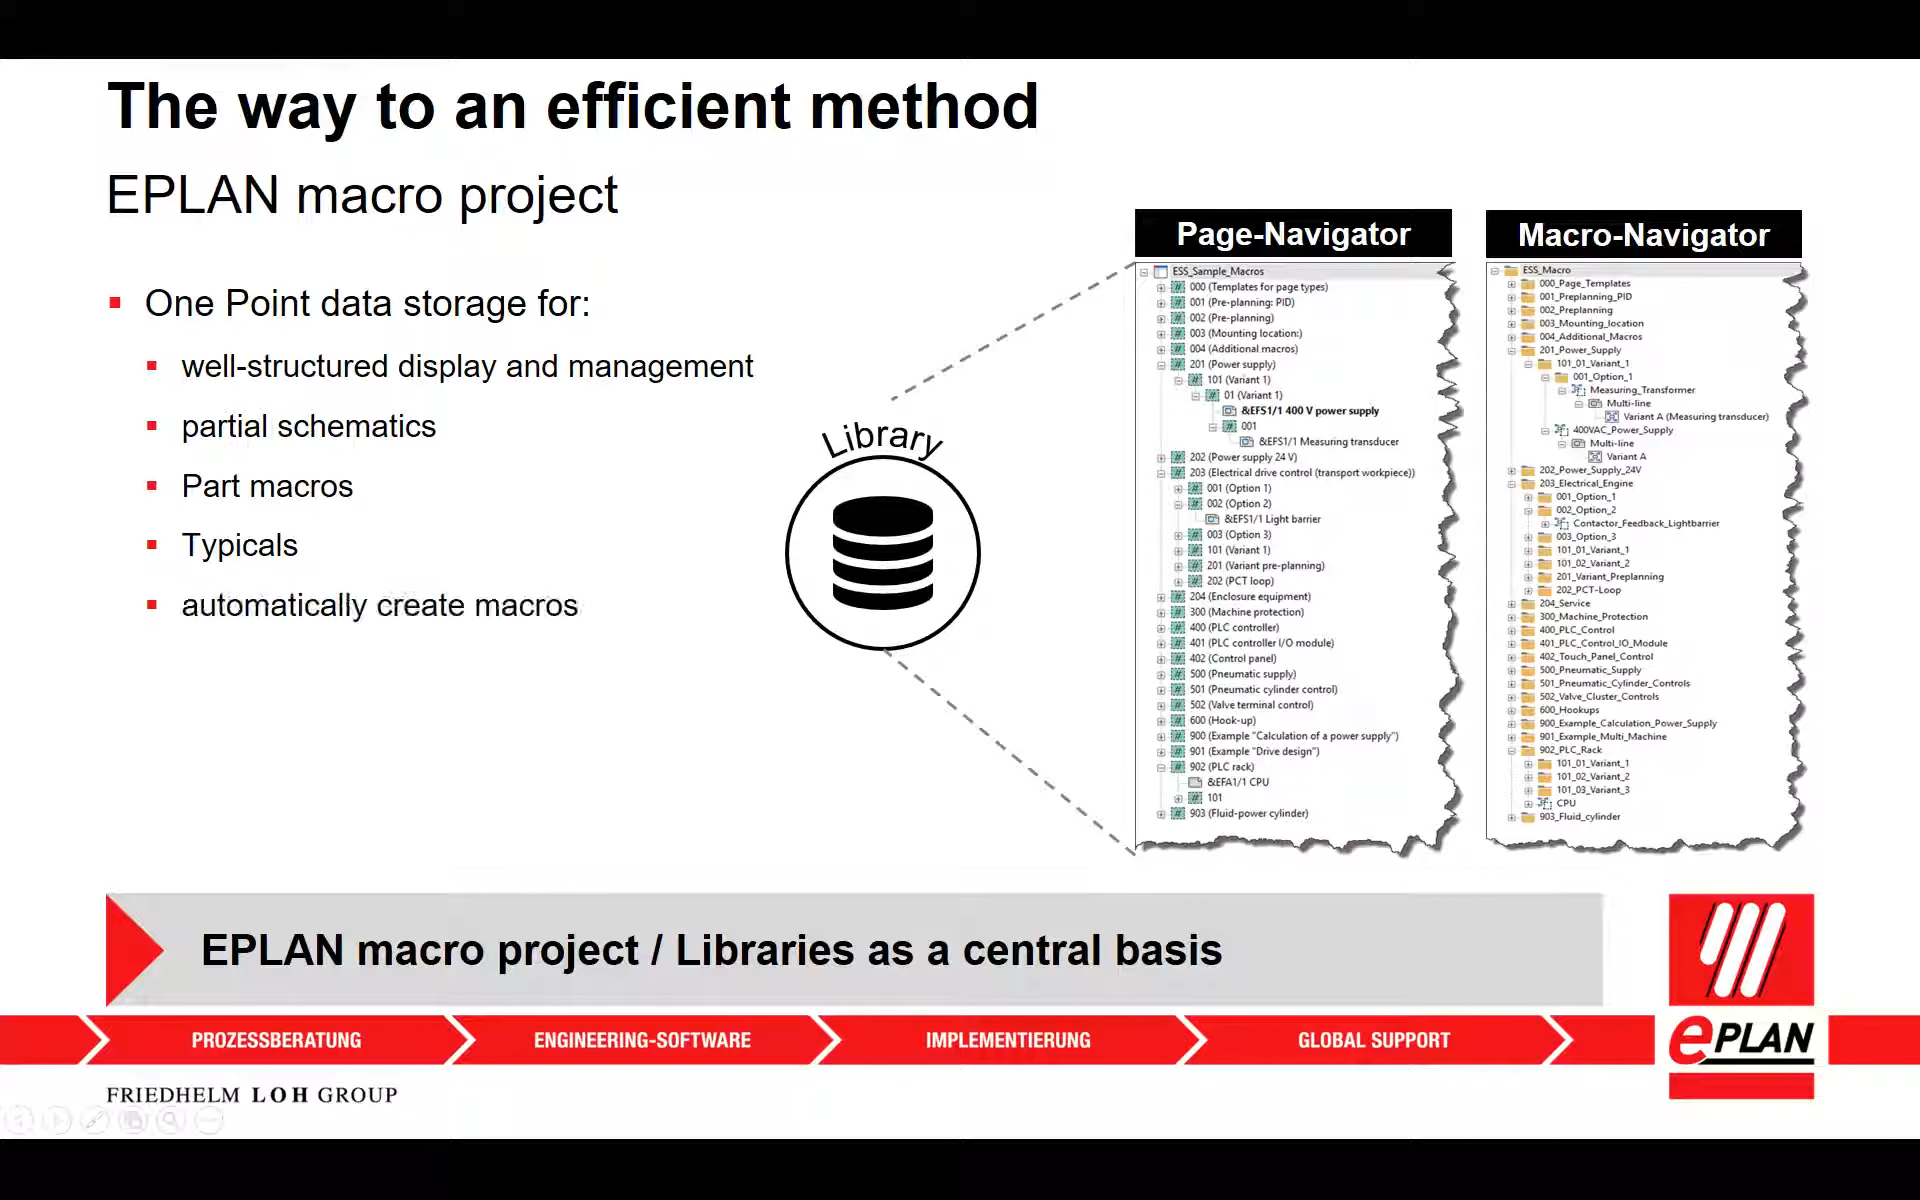 The way to an efficient method
EPLAN macro project
One Point data storage for:
well-structured display and management
partial schematics
Part macros
Typicals
automatically create macros
Library
Page-Navigator
ESS_Sample_Macros
000 (Templates for page types)
001 (Pre-planning: PID)
002 (Pre-planning)
003 (Mounting location:)
004 (Additional macros)
201 (Power supply)
101 (Variant 1)
01 (Variant 1)
&EFS1/1 400 V power supply
001
&EFS1/1 Measuring transducer
202 (Power supply 24 V)
203 (Electrical drive control (transport workpiece))
001 (Option 1)
002 (Option 2)
&EFS1/1 Light barrier
003 (Option 3)
101 (Variant 1)
201 (Variant pre-planning)
202 (PCT loop)
204 (Enclosure equipment)
300 (Machine protection)
400 (PLC controller)
401 (PLC controller I/O module)
402 (Control panel)
500 (Pneumatic supply)
501 (Pneumatic cylinder control)
502 (Valve terminal control)
600 (Hook-up)
900 (Example "Calculation of a power supply")
901 (Example "Drive design")
902 (PLC rack)
&EFA1/1 CPU
101
903 (Fluid-power cylinder)
Macro-Navigator
ESS_Macro
000_Page_Templates
001_Preplanning_PID
002_Preplanning
003_Mounting_location
004_Additional_Macros
201_Power_Supply
101_01_Variant_1
001_Option_1
Measuring_Transformer
Multi-line
Variant A (Measuring transducer)
400VAC_Power_Supply
Multi-line
Variant A
202_Power_Supply_24V
203_Electrical_Engine
001_Option_1
002_Option_2
Contactor_Feedback_Lightbarrier
003_Option_3
101_01_Variant_1
101_02_Variant_2
201_Variant_Preplanning
202_PCT-Loop
204_Service
300_Machine_Protection
400_PLC_Control
401_PLC_Control_IO_Module
402_Touch_Panel_Control
500_Pneumatic_Supply
501_Pneumatic_Cylinder_Controls
502_Valve_Cluster_Controls
600_Hookups
900_Example_Calculation_Power_Supply
901_Example_Multi_Machine
902_PLC_Rack
101_01_Variant_1
101_02_Variant_2
101_03_Variant_3
CPU
903_Fluid_cylinder
EPLAN macro project / Libraries as a central basis
PROZESSBERATUNG
ENGINEERING-SOFTWARE
IMPLEMENTIERUNG
GLOBAL SUPPORT
ePLAN
FRIEDHELM LOH GROUP